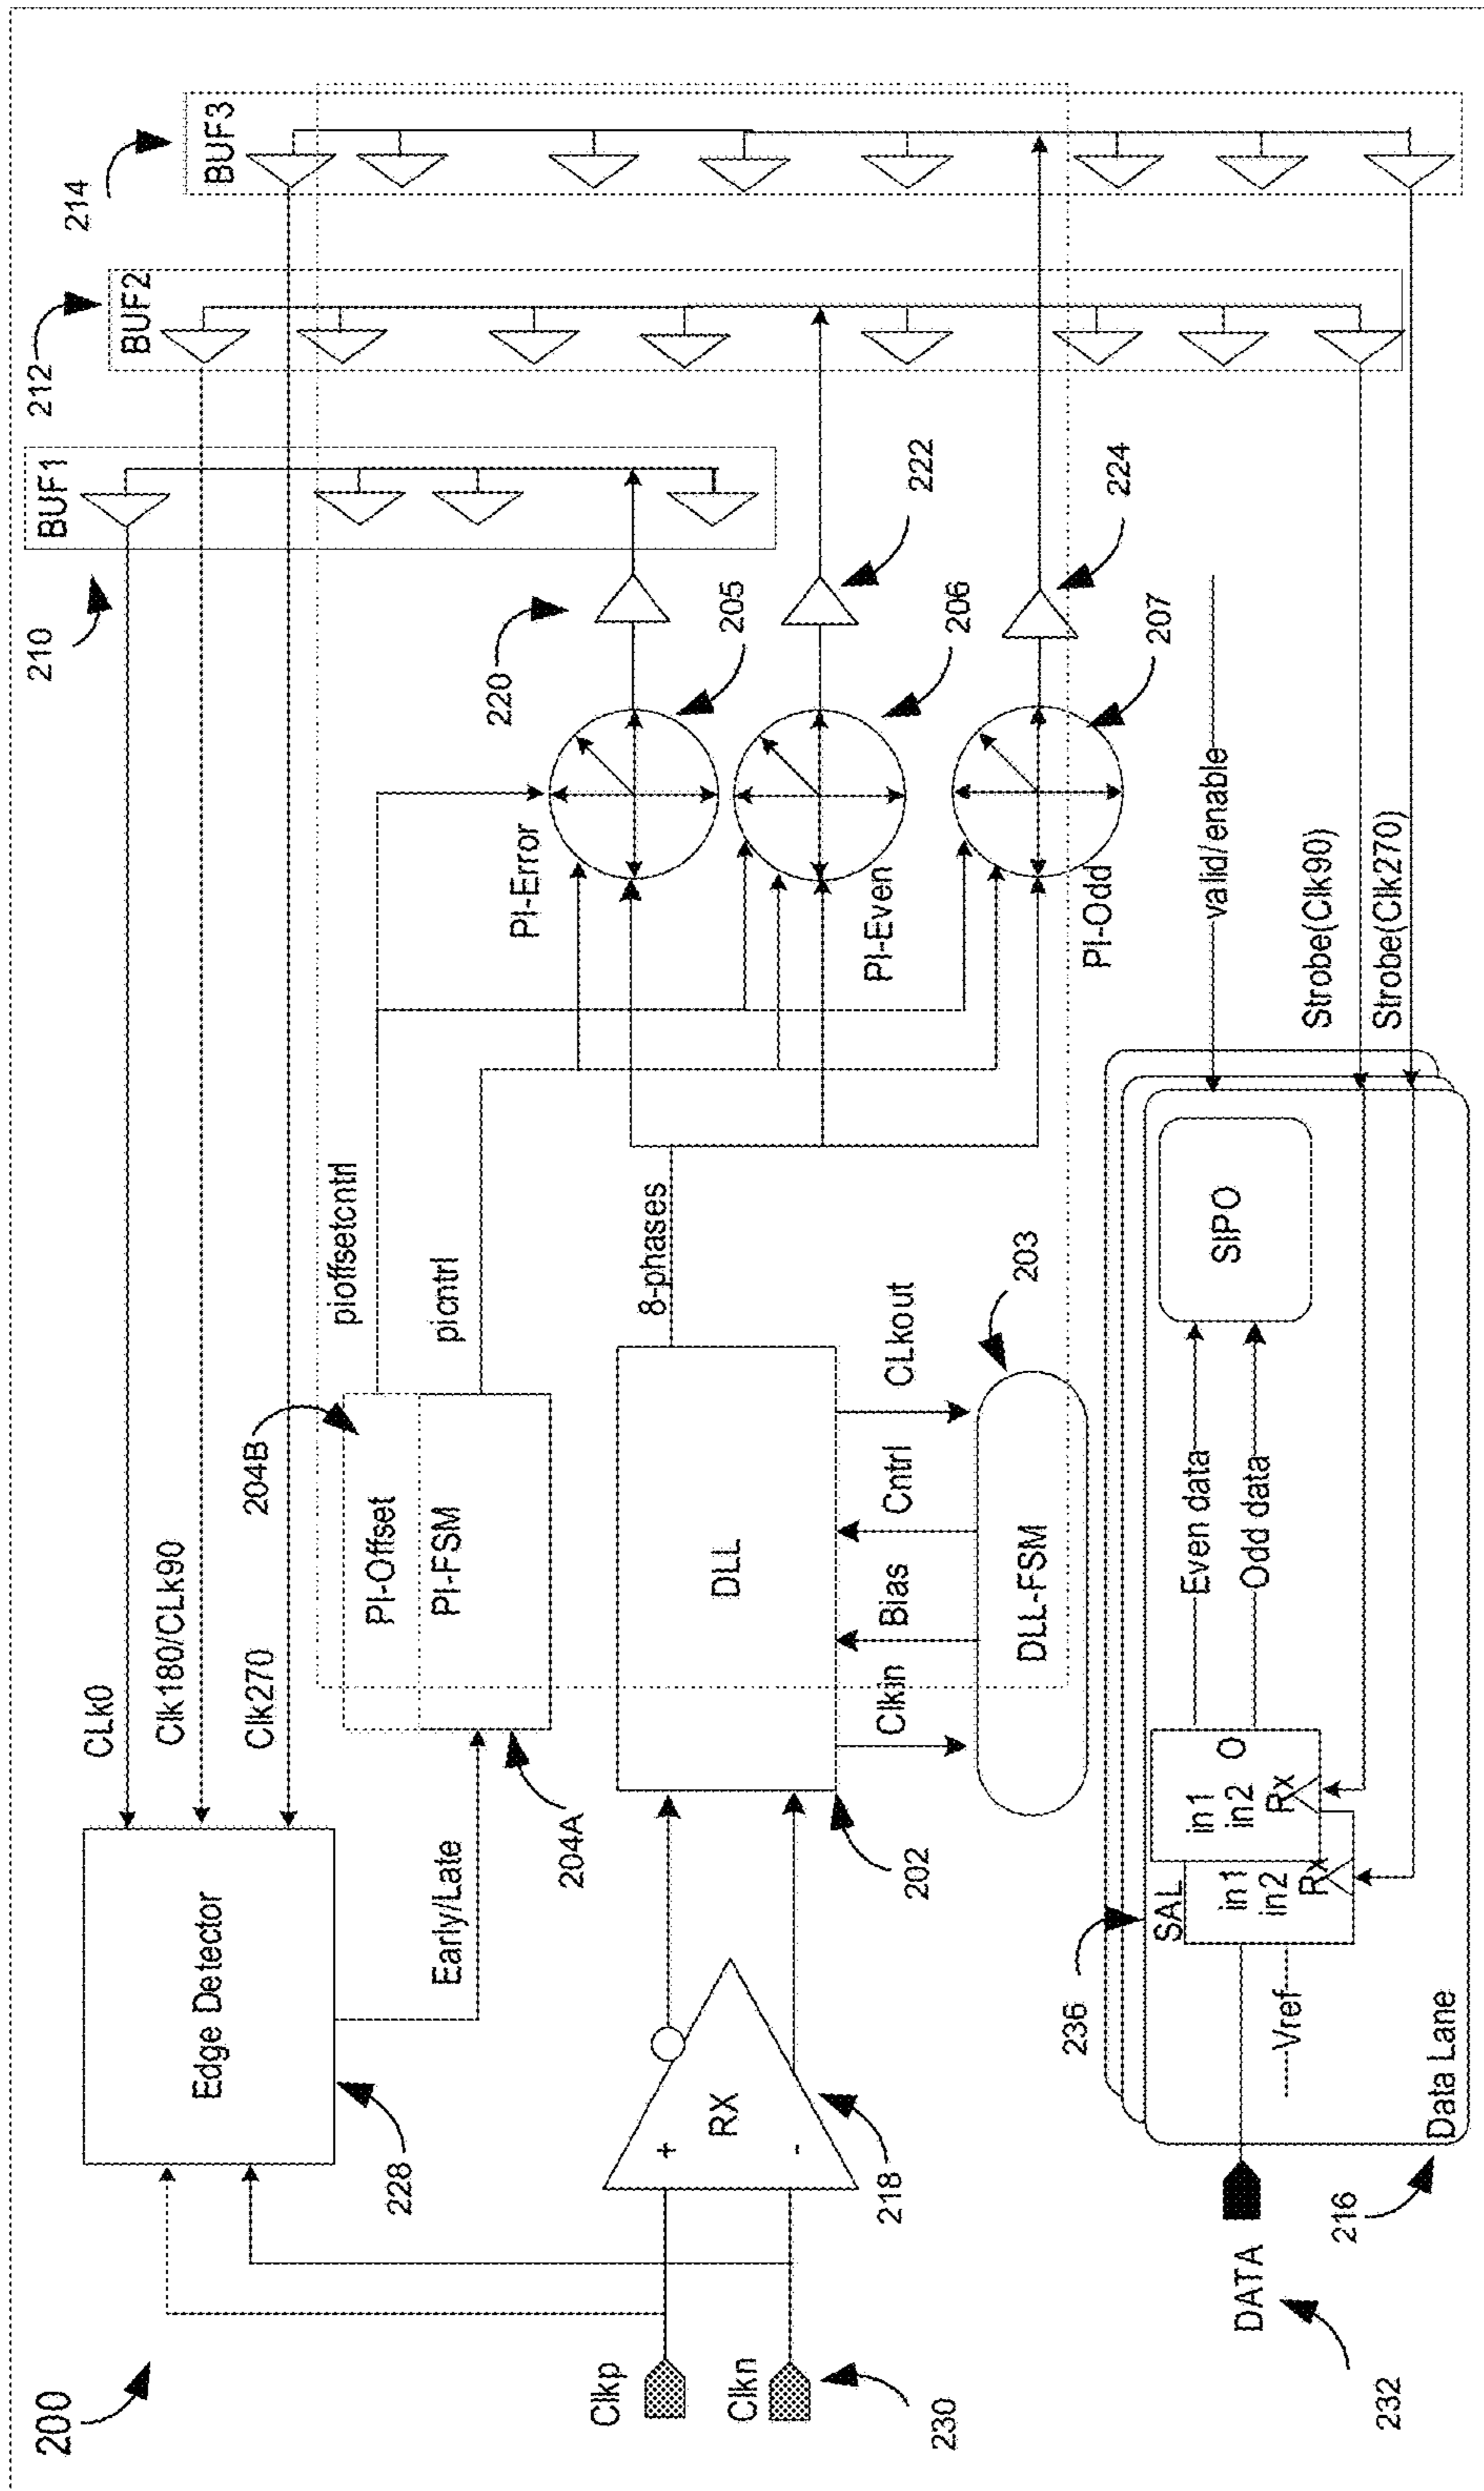 200
210
212
214
BUF1
BUF2
BUF3
CLk0
Clk180/CLk90
Clk270
Edge Detector
228
Early/Late
204A
204B
PI-Offset
PI-FSM
pioffsetcntrl
picntrl
PI-Error
220
205
222
206
PI-Even
224
207
PI-Odd
Clkp
Clkn
230
+
-
RX
218
DLL
202
8-phases
Clkin
Bias
Cntrl
CLkout
DLL-FSM
203
valid/enable
Strobe(Clk90)
Strobe(Clk270)
DATA
232
216
Data Lane
236
SAL
Vref
in1
in2
Rx
in1
in2
O
Rx
Even data
Odd data
SIPO